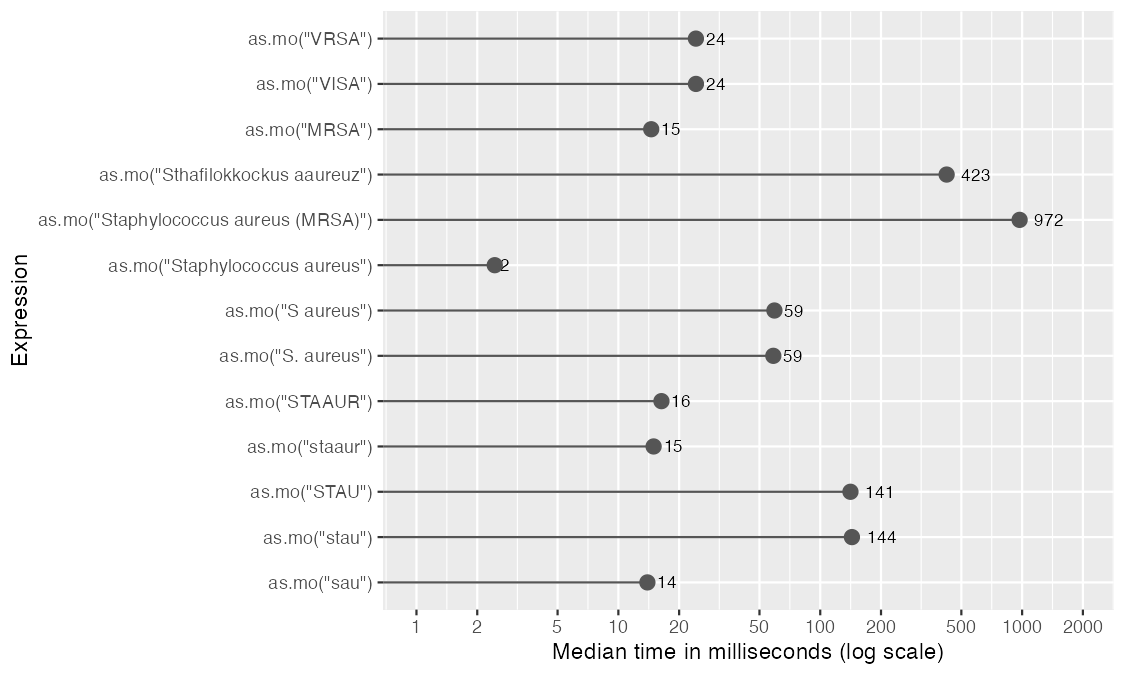 as.mo("VRSA")
24
as.mo("VISA")
24
as.mo("MRSA")
15
as.mo("Sthafilokkockus aaureuz")
423
as.mo("Staphylococcus aureus (MRSA)")
972
as.mo("Staphylococcus aureus")
2
as.mo("S aureus")
59
as.mo("S. aureus")
59
as.mo("STAAUR")
16
as.mo("staaur")
15
as.mo("STAU")
141
as.mo("stau")
144
as.mo("sau")
14
Expression
1 2 5 10 20 50 100 200 500 1000 2000
Median time in milliseconds (log scale)